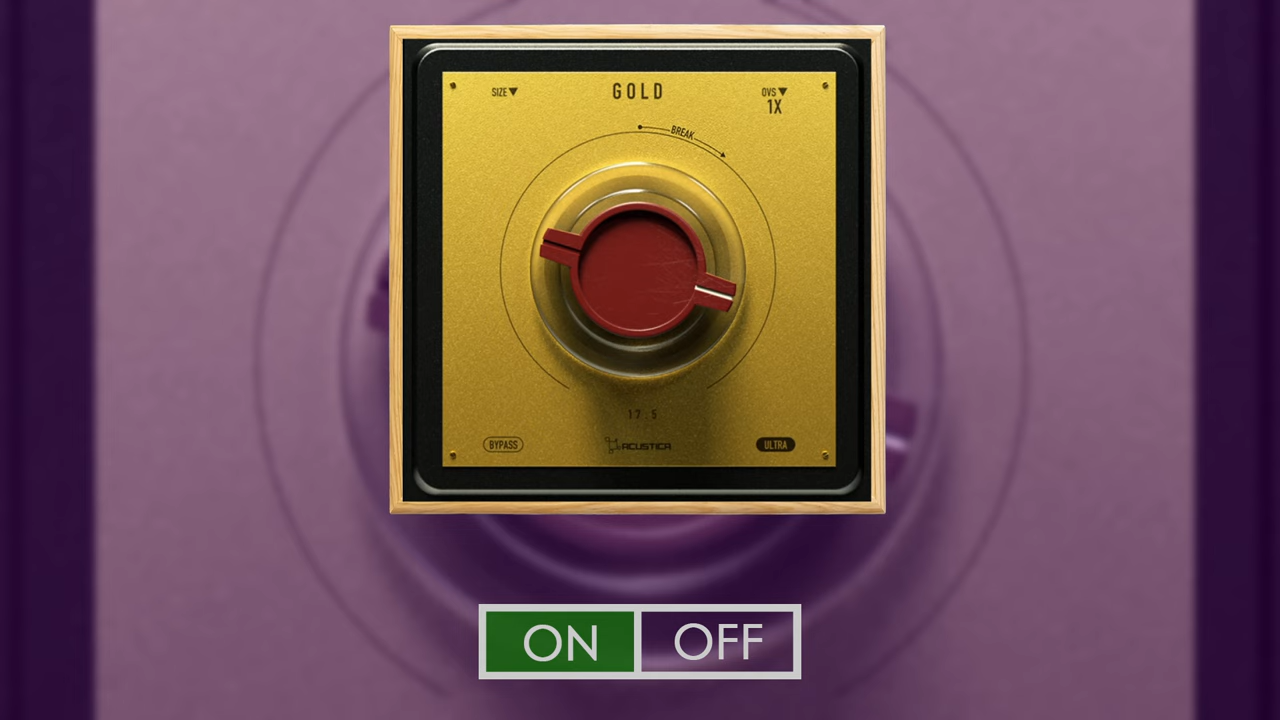 SIZE▼
GOLD
OVS▼
1X
BREAK
17.5
BYPASS
ACUSTICA
ULTRA
ON
OFF